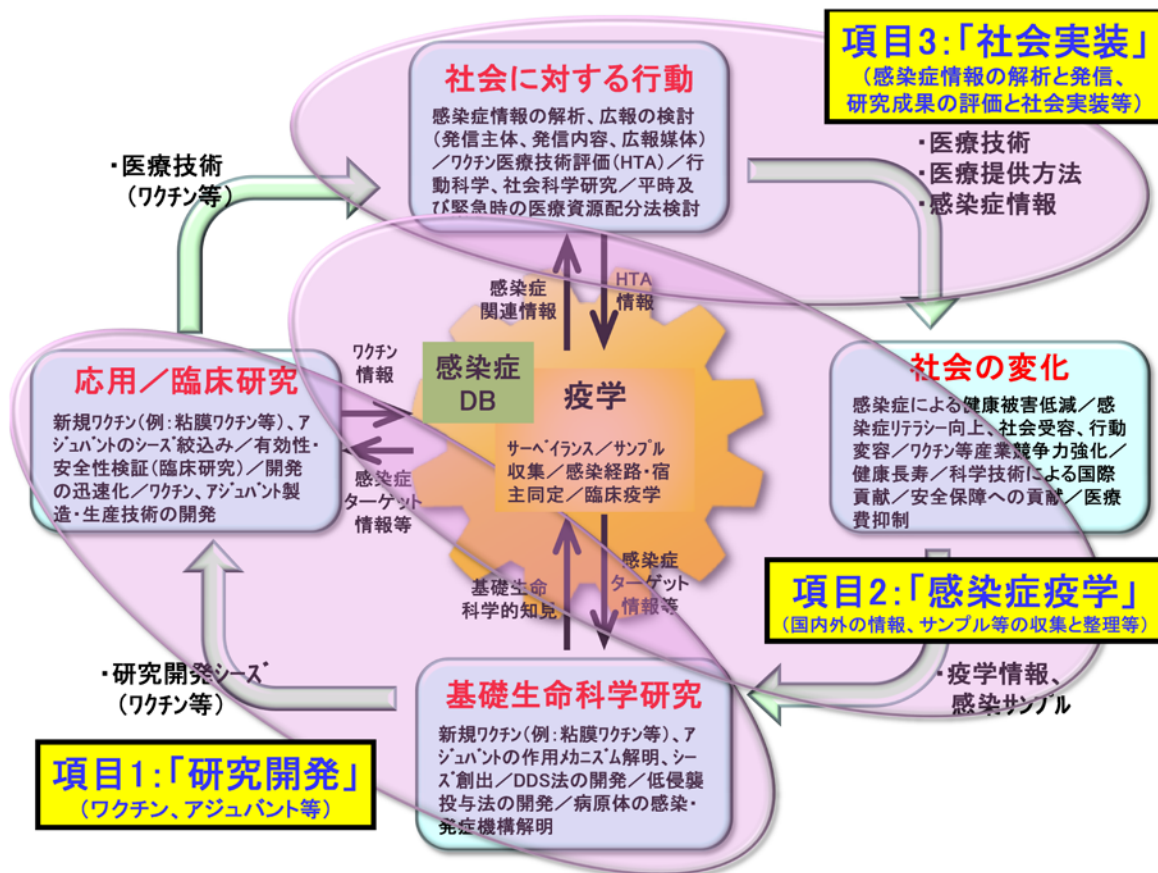 項目3:「社会実装」
(感染症情報の解析と発信、
研究成果の評価と社会実装等)
社会に対する行動
感染症情報の解析、広報の検討
(発信主体、発信内容、広報媒体)
／ワクチン医療技術評価(HTA)／行
動科学、社会科学研究／平時及
び緊急時の医療資源配分法検討
・医療技術
(ワクチン等)
・医療技術
・医療提供方法
・感染症情報
感染症
関連情報
HTA
情報
応用／臨床研究
新規ワクチン(例:粘膜ワクチン等)、ア
ジュバントのシーズ絞込み／有効性・
安全性検証(臨床研究)／開発
の迅速化／ワクチン、アジュバント製
造・生産技術の開発
ワクチン
情報
感染症
ターゲット
情報等
感染症
DB
疫学
サーベイランス／サンプル
収集／感染経路・宿
主同定／臨床疫学
社会の変化
感染症による健康被害低減／感
染症リテラシー向上、社会受容、行動
変容／ワクチン等産業競争力強化／
健康長寿／科学技術による国際
貢献／安全保障への貢献／医療
費抑制
基礎生命
科学的知見
感染症
ターゲット
情報等
項目2:「感染症疫学」
(国内外の情報、サンプル等の収集と整理等)
・疫学情報、
感染サンプル
・研究開発シーズ
(ワクチン等)
基礎生命科学研究
新規ワクチン(例:粘膜ワクチン等)、ア
ジュバントの作用メカニズム解明、シー
ズ創出／DDS法の開発／低侵襲
投与法の開発／病原体の感染・
発症機構解明
項目1:「研究開発」
(ワクチン、アジュバント等)